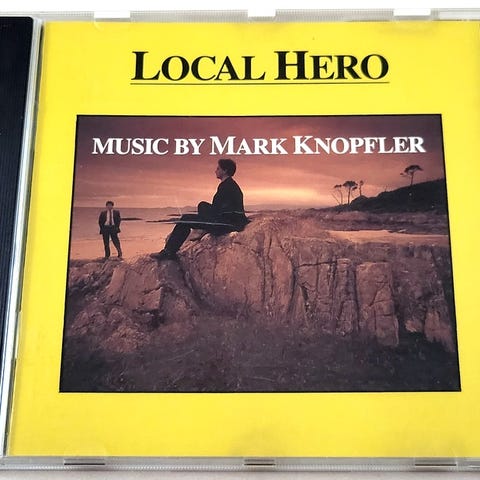 LOCAL HERO
MUSIC BY MARK KNOPFLER